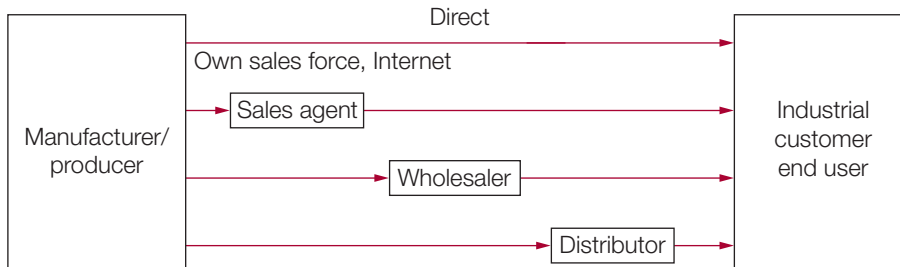 Direct
Own sales force, Internet
Sales agent
Manufacturer/
producer
Industrial
customer
end user
Wholesaler
Distributor